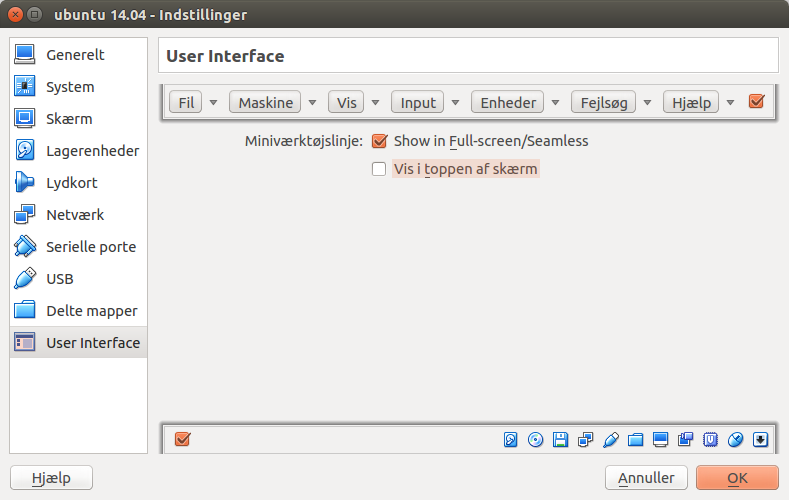 ubuntu 14.04 - Indstillinger
Generelt
System
Skærm
Lagerenheder
Lydkort
Netværk
Serielle porte
USB
Delte mapper
User Interface
User Interface
Fil Maskine Vis Input Enheder Fejlsøg Hjælp
Miniværktøjslinje: Show in Full-screen/Seamless
Vis i toppen af skærm
Hjælp Annuller OK